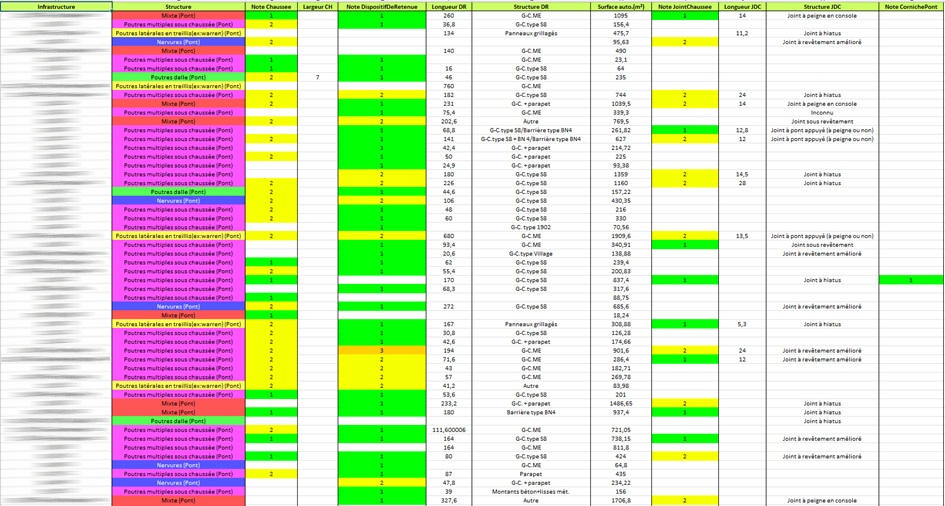 Infrastructure Structure Note Chaussee Largeur CH Note DispositifDeRetenue Longueur DR Structure DR Surface auto.(m²) Note JointChaussee Longueur JDC Structure JDC Note CornichePont
Mixte (Pont) 1 1 260 G-C.ME 1095 1 14 Joint à peigne en console
Poutres multiples sous chaussée (Pont) 2 1 36,8 G-C.type S8 156,4
Poutres latérales en treillis(ex:warren) (Pont) 134 Panneaux grillagés 475,7 11,2 Joint à hiatus
Nervures (Pont) 2 95,63 2 Joint à revêtement amélioré
Mixte (Pont) 140 G-C.ME 490
Poutres multiples sous chaussée (Pont) 1 1 G-C.ME 23,1
Poutres multiples sous chaussée (Pont) 1 1 16 G-C.type S8 64
Poutres dalle (Pont) 2 7 1 46 G-C.type S8 235
Poutres latérales en treillis(ex:warren) (Pont) 760 G-C.ME
Poutres multiples sous chaussée (Pont) 2 2 182 G-C.type S8 744 2 24 Joint à hiatus
Mixte (Pont) 2 1 231 G-C. + parapet 1039,5 2 14 Joint à peigne en console
Poutres multiples sous chaussée (Pont) 1 75,4 G-C.ME 339,3 Inconnu
Mixte (Pont) 2 2 202,6 Autre 769,5 Joint sous revêtement
Poutres multiples sous chaussée (Pont) 1 68,8 G-C.type S8/Barrière type BN4 261,82 1 12,8 Joint à pont appuyé (à peigne ou non)
Poutres multiples sous chaussée (Pont) 2 1 141 G-C.type S8 + BN 4/Barrière type BN4 627 2 12 Joint à pont appuyé (à peigne ou non)
Poutres multiples sous chaussée (Pont) 1 42,4 G-C. + parapet 214,72
Poutres multiples sous chaussée (Pont) 2 1 50 G-C. + parapet 225
Poutres multiples sous chaussée (Pont) 1 24,9 G-C. + parapet 93,38
Poutres multiples sous chaussée (Pont) 2 180 G-C.type S8 1359 2 14,5 Joint à hiatus
Poutres multiples sous chaussée (Pont) 2 2 226 G-C.type S8 1160 2 28 Joint à hiatus
Poutres dalle (Pont) 2 1 44,6 G-C.type S8 157,22
Nervures (Pont) 2 2 106 G-C.type S8 430,35
Poutres multiples sous chaussée (Pont) 2 1 48 G-C.type S8 216
Poutres multiples sous chaussée (Pont) 2 1 60 G-C.type S8 330
Poutres multiples sous chaussée (Pont) 1 G-C. type 1902 70,56
Poutres latérales en treillis(ex:warren) (Pont) 2 2 680 G-C.ME 1909,6 2 13,5 Joint à pont appuyé (à peigne ou non)
Poutres multiples sous chaussée (Pont) 1 93,4 G-C.ME 340,91 1 Joint sous revêtement
Poutres multiples sous chaussée (Pont) 1 20,6 G-C.type Village 138,88 Joint à revêtement amélioré
Poutres multiples sous chaussée (Pont) 1 1 62 G-C.type S8 239,4
Poutres multiples sous chaussée (Pont) 2 1 55,4 G-C.type S8 200,83
Poutres multiples sous chaussée (Pont) 1 1 170 G-C.type S8 837,4 1 Joint à hiatus 1
Poutres multiples sous chaussée (Pont) 1 68,3 G-C.type S8 317,6
Poutres multiples sous chaussée (Pont) 1 88,75
Nervures (Pont) 2 1 272 G-C.type S8 685,6 Joint à revêtement amélioré
Mixte (Pont) 1 18,24
Poutres latérales en treillis(ex:warren) (Pont) 2 1 167 Panneaux grillagés 308,88 1 5,3 Joint à hiatus
Poutres multiples sous chaussée (Pont) 2 1 30,8 G-C.type S8 126,28
Poutres multiples sous chaussée (Pont) 2 1 42,6 G-C. + parapet 174,66
Poutres multiples sous chaussée (Pont) 2 3 194 G-C.ME 901,6 2 24 Joint à revêtement amélioré
Poutres multiples sous chaussée (Pont) 2 2 71,6 G-C.ME 286,4 1 12 Joint à revêtement amélioré
Poutres multiples sous chaussée (Pont) 2 2 43 G-C.ME 182,71
Poutres multiples sous chaussée (Pont) 2 2 57 G-C.ME 269,78
Poutres latérales en treillis(ex:warren) (Pont) 2 2 41,2 Autre 83,98
Poutres multiples sous chaussée (Pont) 1 1 53,6 G-C.type S8 201
Mixte (Pont) 1 233,2 G-C. + parapet 1486,65 2 Joint à hiatus
Mixte (Pont) 1 1 180 Barrière type BN4 937,4 1 Joint à hiatus
Poutres dalle (Pont) Joint à hiatus
Poutres multiples sous chaussée (Pont) 2 1 111,600006 G-C.ME 721,05
Poutres multiples sous chaussée (Pont) 1 1 164 G-C.type S8 738,15 1 Joint à revêtement amélioré
Poutres multiples sous chaussée (Pont) 164 G-C.ME 811,8
Poutres multiples sous chaussée (Pont) 1 1 80 G-C.type S8 424 2 Joint à revêtement amélioré
Nervures (Pont) 1 G-C.ME 64,8
Poutres multiples sous chaussée (Pont) 2 1 87 Parapet 435
Nervures (Pont) 2 47,8 G-C. + parapet 234,22
Poutres multiples sous chaussée (Pont) 1 39 Montants béton+lisses mét. 156
Mixte (Pont) 1 327,6 Autre 1706,8 2 Joint à peigne en console